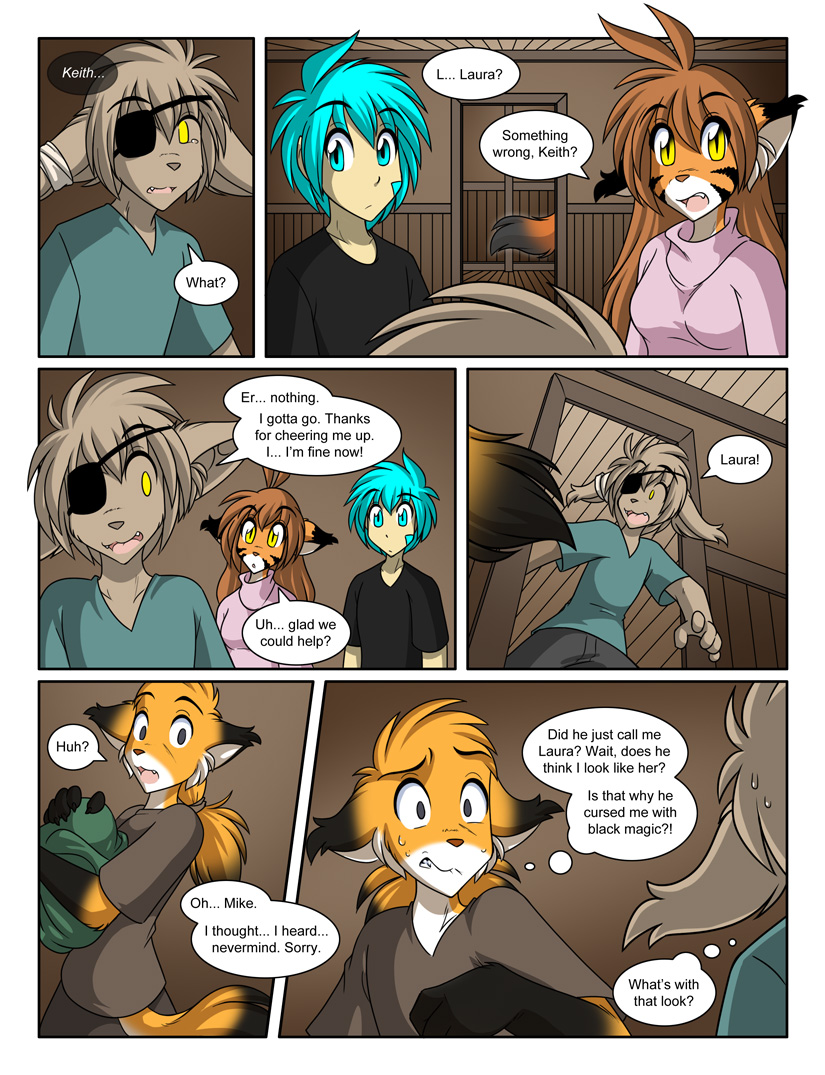 Keith...
What?
L... Laura?
Something
wrong, Keith?
Er... nothing.
I gotta go. Thanks
for cheering me up.
I... I'm fine now!
Uh... glad we
could help?
Laura!
Huh?
Oh... Mike.
I thought... I heard...
nevermind. Sorry.
Did he just call me
Laura? Wait, does he
think I look like her?
Is that why he
cursed me with
black magic?!
What's with
that look?